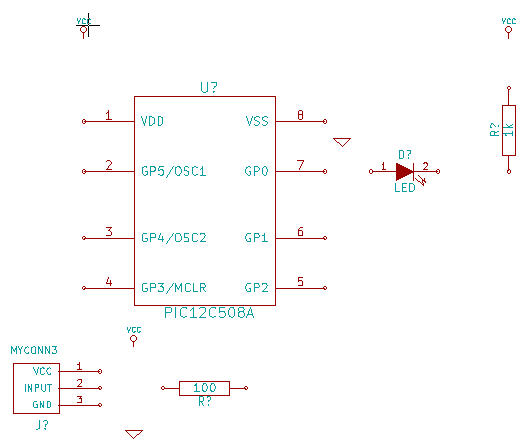 VCC
VCC
U?
1 VDD VSS 8
R? 1k
D?
2 GP5/OSC1 GP0 7
1 2
LED
3 GP4/OSC2 GP1 6
4 GP3/MCLR GP2 5
PIC12C508A
VCC
MYCONN3
VCC 1
INPUT 2
100
GND 3
R?
J?